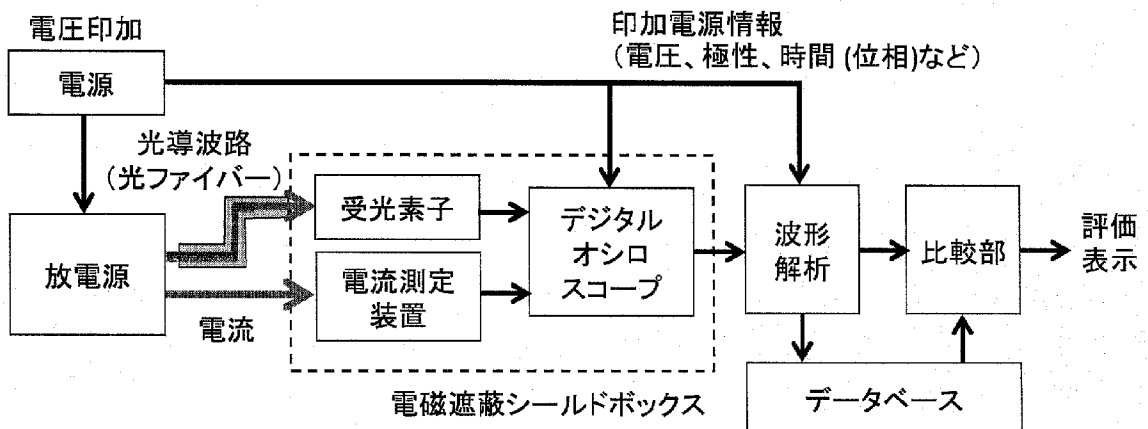 電圧印加
電源
印加電源情報
（電圧、極性、時間 (位相)など）
光導波路
（光ファイバー）
放電源
電流
受光素子
電流測定
装置
デジタル
オシロ
スコープ
電磁遮蔽シールドボックス
波形
解析
比較部
評価
表示
データベース